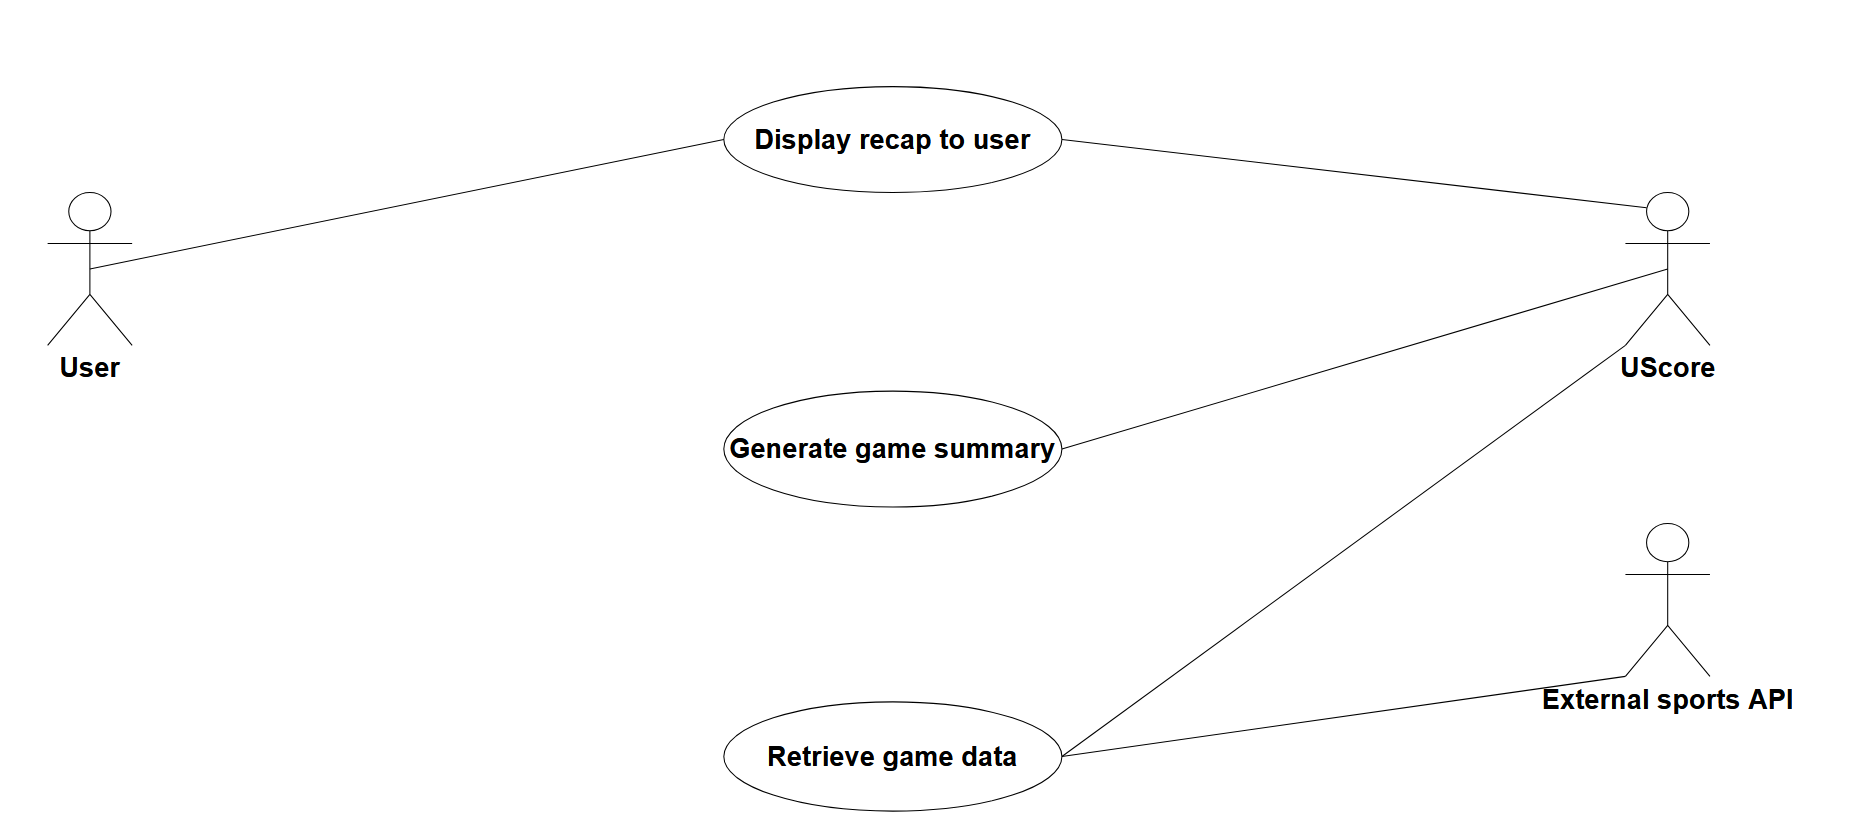 Display recap to user
User
UScore
Generate game summary
External sports API
Retrieve game data